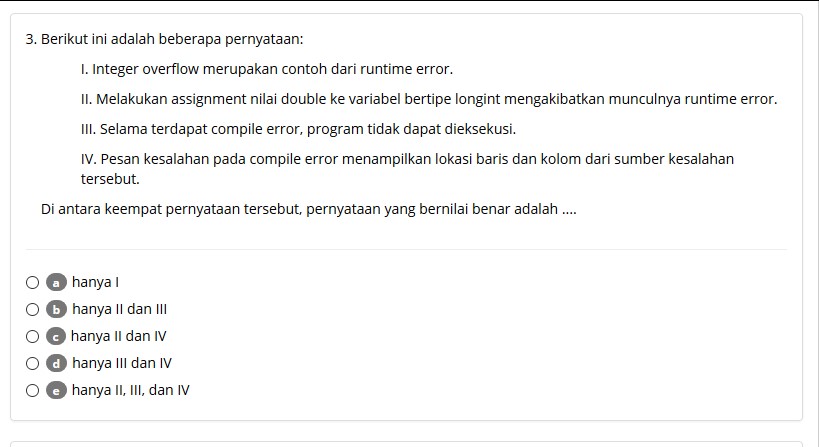 3. Berikut ini adalah beberapa pernyataan:
I. Integer overflow merupakan contoh dari runtime error.
II. Melakukan assignment nilai double ke variabel bertipe longint mengakibatkan munculnya runtime error.
III. Selama terdapat compile error, program tidak dapat dieksekusi.
IV. Pesan kesalahan pada compile error menampilkan lokasi baris dan kolom dari sumber kesalahan
tersebut.
Di antara keempat pernyataan tersebut, pernyataan yang bernilai benar adalah ....
a hanya I
b hanya II dan III
c hanya II dan IV
d hanya III dan IV
e hanya II, III, dan IV